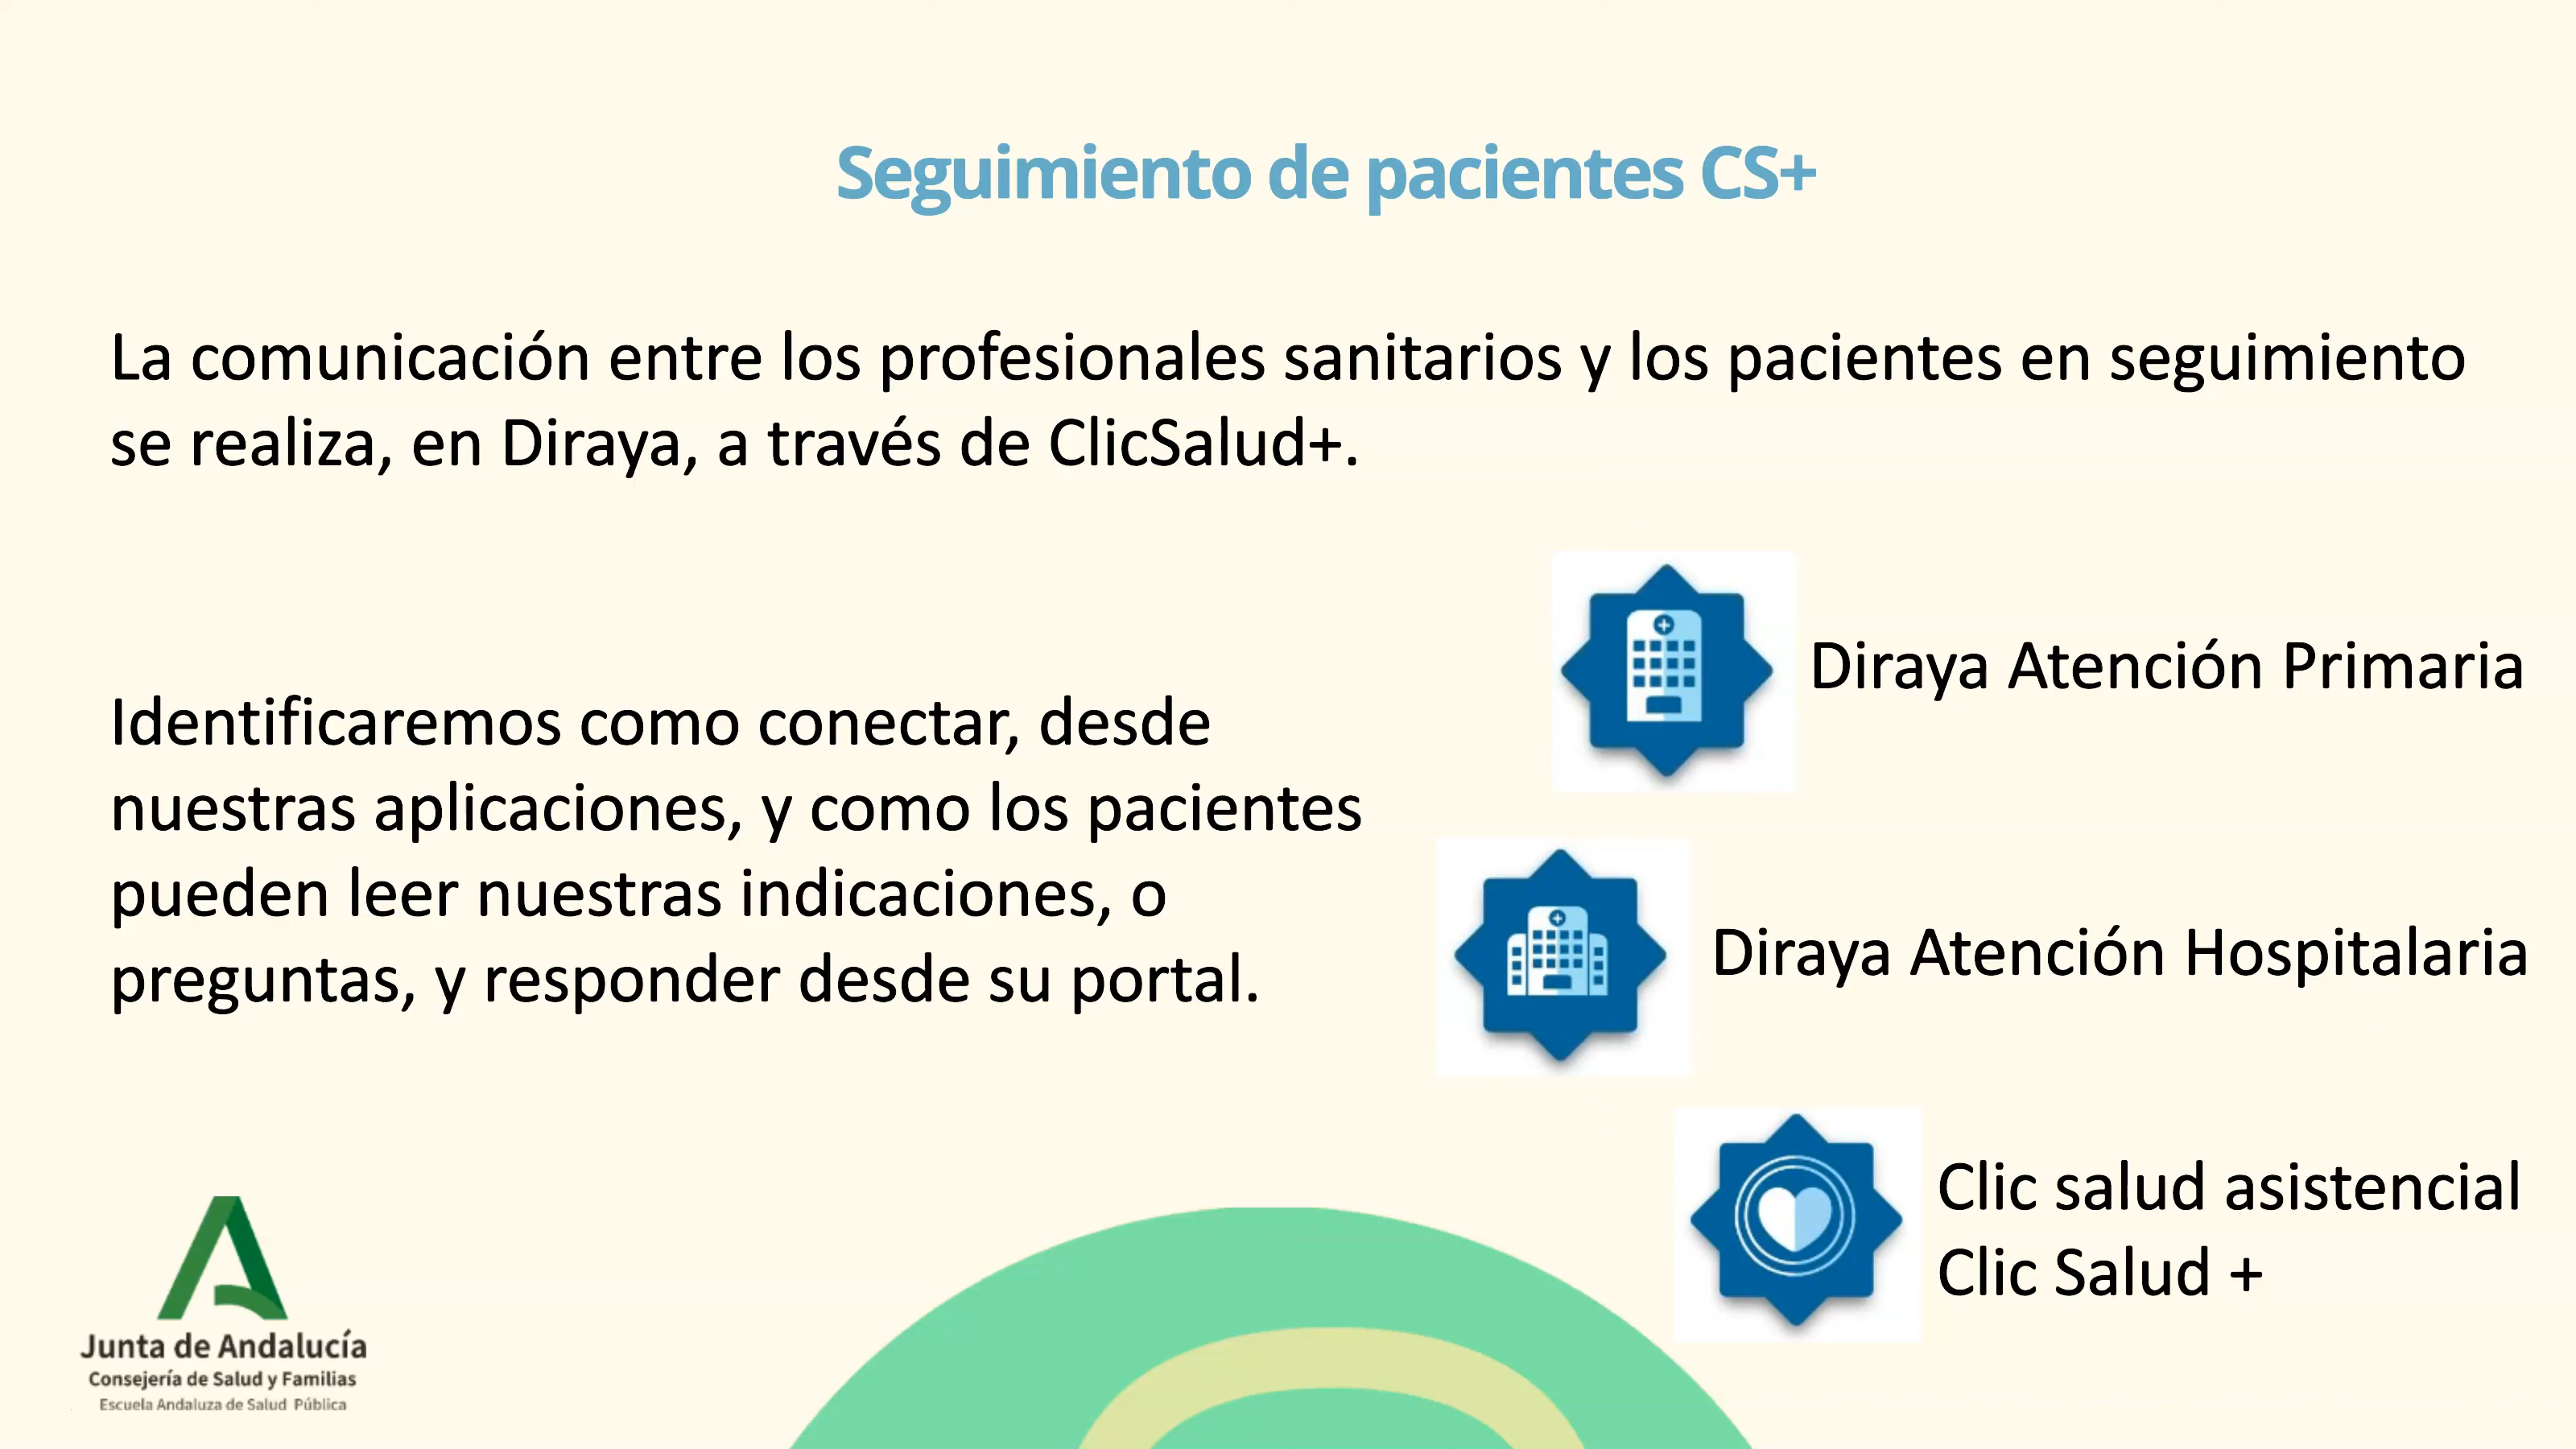 Seguimiento de pacientes CS+
La comunicación entre los profesionales sanitarios y los pacientes en seguimiento
se realiza, en Diraya, a través de ClicSalud+.
Identificaremos como conectar, desde
nuestras aplicaciones, y como los pacientes
pueden leer nuestras indicaciones, o
preguntas, y responder desde su portal.
Diraya Atención Primaria
Diraya Atención Hospitalaria
Clic salud asistencial
Clic Salud +
Junta de Andalucía
Consejería de Salud y Familias
Escuela Andaluza de Salud Pública